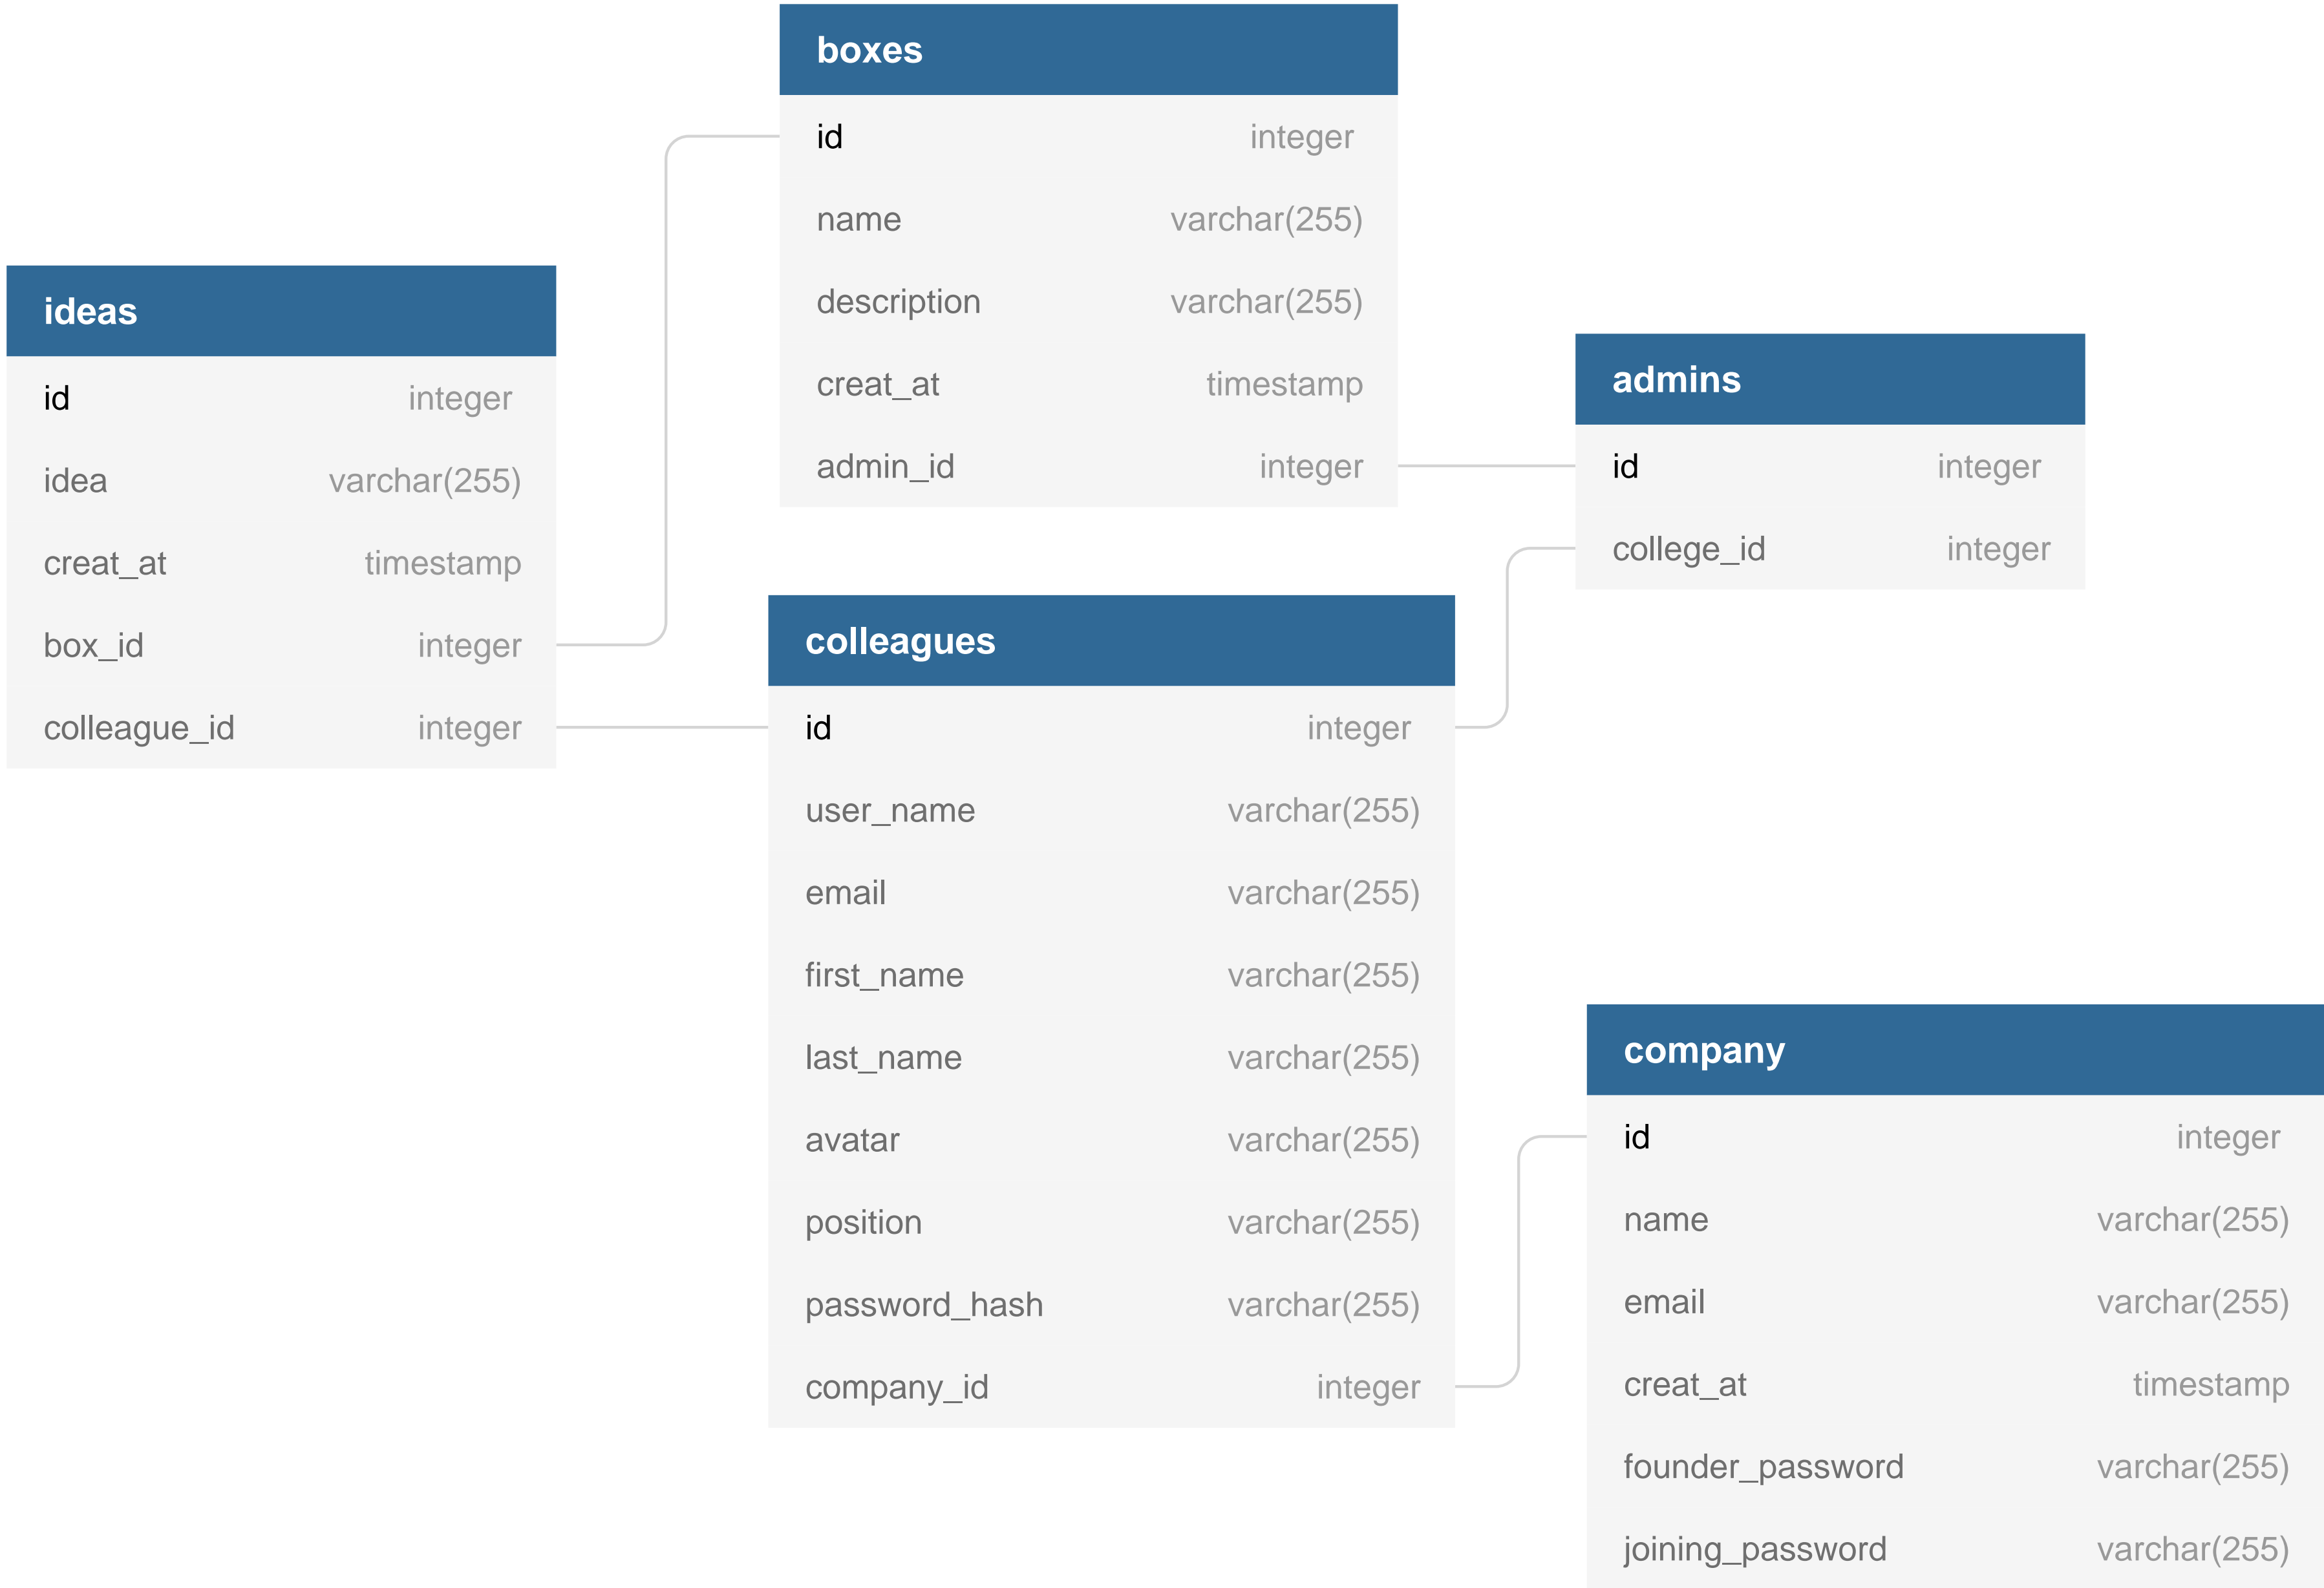 boxes
id integer
name varchar(255)
description varchar(255)
creat_at timestamp
admin_id integer
ideas
id integer
idea varchar(255)
creat_at timestamp
box_id integer
colleague_id integer
admins
id integer
college_id integer
colleagues
id integer
user_name varchar(255)
email varchar(255)
first_name varchar(255)
last_name varchar(255)
avatar varchar(255)
position varchar(255)
password_hash varchar(255)
company_id integer
company
id integer
name varchar(255)
email varchar(255)
creat_at timestamp
founder_password varchar(255)
joining_password varchar(255)